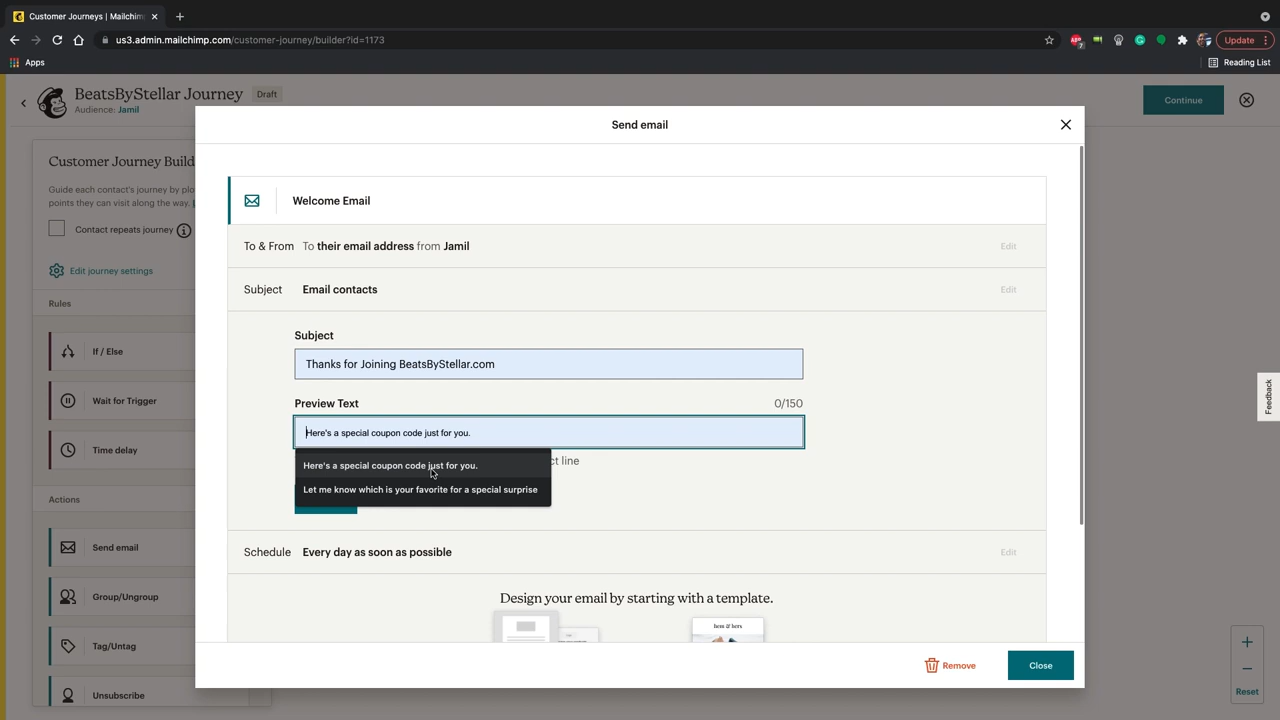 Customer Journeys | Mailchim
us3.admin.mailchimp.com/customer-journey/builder?id=1173
7
Update
Apps
Reading List
BeatsByStellar Journey
Draft
Audience: Jamil
Continue
Send email
Customer Journey Build
Guide each contact's journey by plo
points they can visit along the way.
Contact repeats journey
Edit journey settings
Rules
If / Else
Wait for Trigger
Time delay
Actions
Send email
Group/Ungroup
Tag/Untag
Unsubscribe
Welcome Email
To & From To their email address from Jamil Edit
Subject Email contacts Edit
Subject
Thanks for Joining BeatsByStellar.com
Preview Text 0/150
Here's a special coupon code just for you.
Here's a special coupon code just for you.
ct line
Let me know which is your favorite for a special surprise
Schedule Every day as soon as possible Edit
Design your email by starting with a template.
hem & hers
Remove
Close
Feedback
Reset